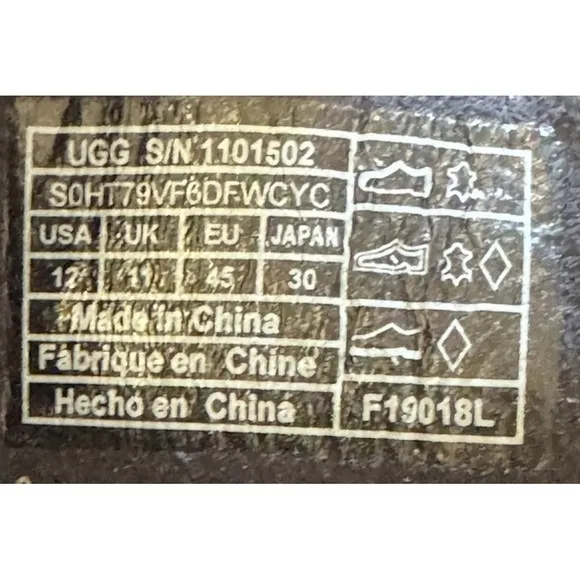 UGG S/N 1101502
S0HT79VF6DFWCYC
USA UK EU JAPAN
12 11 45 30
Made in China
Fabrique en Chine
Hecho en China F19018L